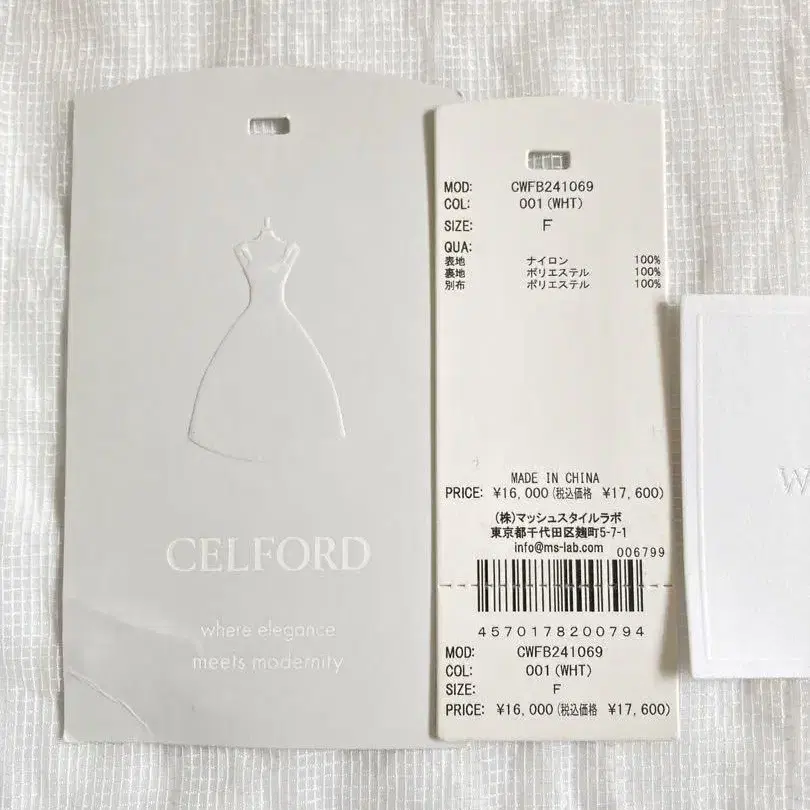 CELFORD
where elegance
meets modernity
MOD: CWFB241069
COL: 001(WHT)
SIZE: F
QUA:
表地 ナイロン 100%
裏地 ポリエステル 100%
別布 ポリエステル 100%
MADE IN CHINA
PRICE: ¥16,000(税込価格 ¥17,600)
(株)マッシュスタイルラボ
東京都千代田区麹町5-7-1
info@ms-lab.com
006799
4570178200794
MOD: CWFB241069
COL: 001(WHT)
SIZE: F
PRICE: ¥16,000(税込価格 ¥17,600)
W